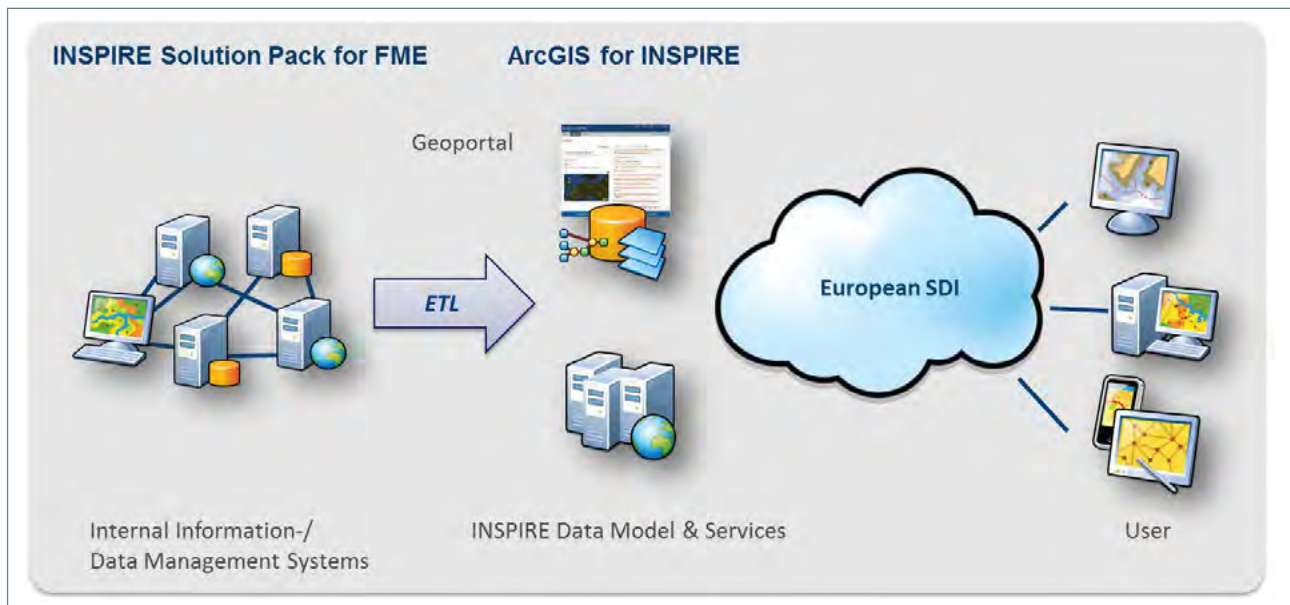 INSPIRE Solution Pack for FME
ArcGIS for INSPIRE
Geoportal
ETL
European SDI
Internal Information-/
Data Management Systems
INSPIRE Data Model & Services
User